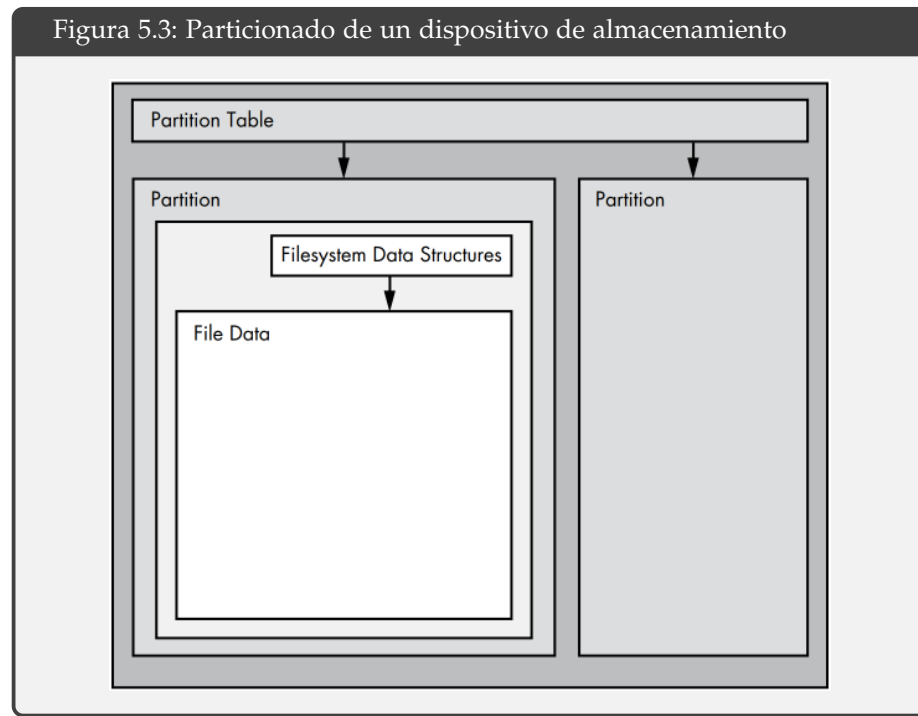 Figura 5.3: Particionado de un dispositivo de almacenamiento
Partition Table
Partition
Partition
Filesystem Data Structures
File Data